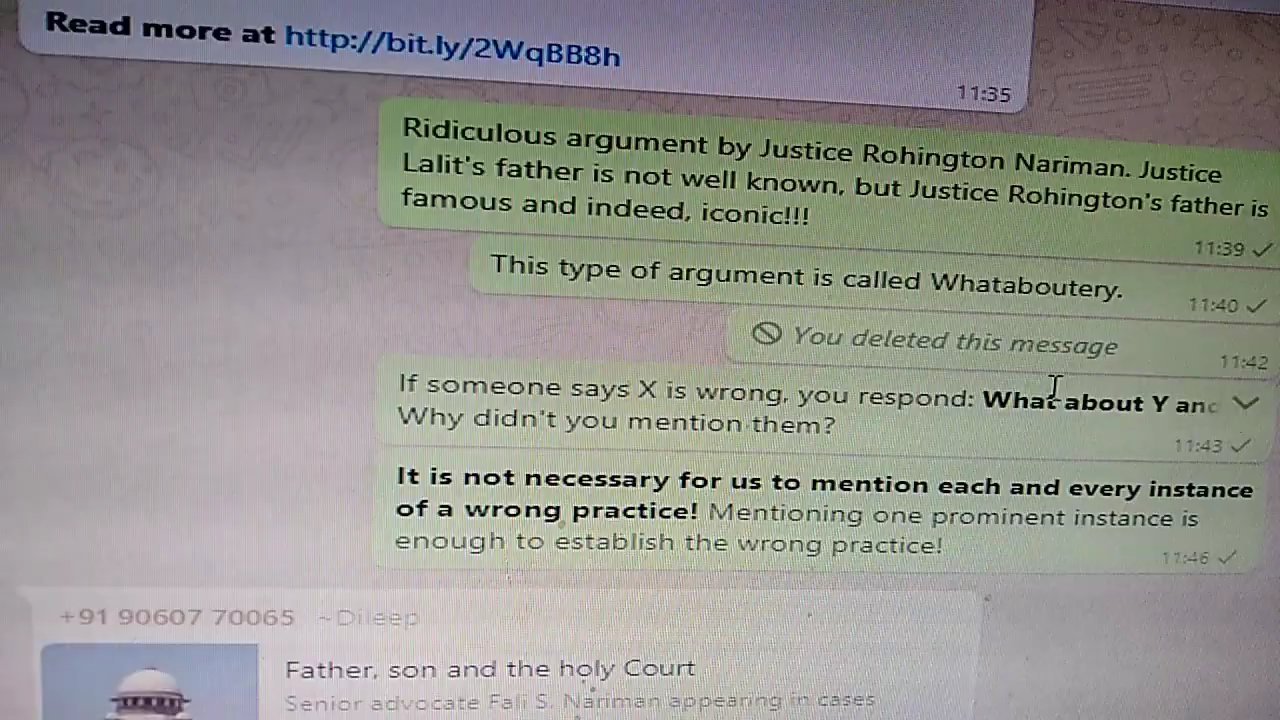 Read more at http://bit.ly/2WqBB8h
11:35
Ridiculous argument by Justice Rohington Nariman. Justice
Lalit's father is not well known, but Justice Rohington's father is
famous and indeed, iconic!!!
11:39
This type of argument is called Whataboutery.
11:40
You deleted this message
11:42
If someone says X is wrong, you respond: What about Y and
Why didn't you mention them?
11:43
It is not necessary for us to mention each and every instance
of a wrong practice! Mentioning one prominent instance is
enough to establish the wrong practice!
11:46
+91 90607 70065 ~Dileep
Father, son and the holy Court
Senior advocate Fali S. Nariman appearing in cases